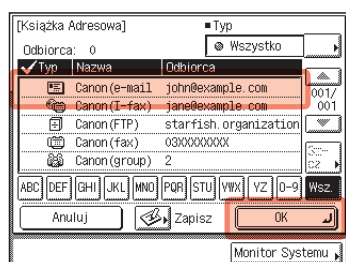 [Książka Adresowa] ■Typ
Odbiorca: 0 Wszystko
Typ Nazwa Odbiorca
Canon(e-mail john@example.com
Canon(I-fax) jane@example.com
Canon(FTP) starfish.organization
Canon(fax) 03XXXXXXXX
Canon(group) 2
001/
001
ABC DEF GHI JKL MNO PQR STU VWX YZ 0-9 Wsz.
Anuluj Zapisz OK
Monitor Systemu